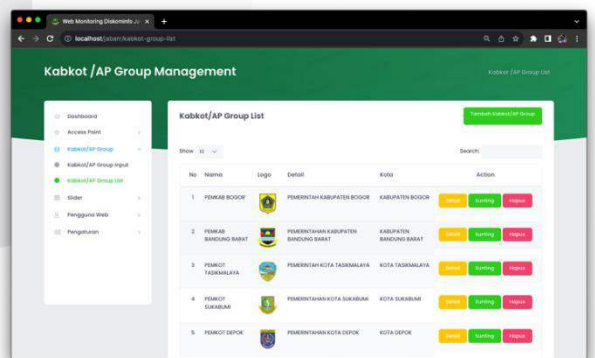 Web Monitoring Diskominfo Ja
localhost/jabarr/kabkot-group-list
Kabkot /AP Group Management
Kabkot /AP Group List
Dashboard
Access Point
Kabkot/AP Group
Kabkot/AP Group Input
Kabkot/AP Group List
Slider
Pengguna Web
Pengaturan
Kabkot/AP Group List
Tambah Kabkot/AP Group
Show 10
Search:
No Nama Logo Detail Kota Action
1 PEMKAB BOGOR PEMERINTAH KABUPATEN BOGOR KABUPATEN BOGOR Detail Sunting Hapus
2 PEMKAB BANDUNG BARAT PEMERINTAHAN KABUPATEN BANDUNG BARAT KABUPATEN BANDUNG BARAT Detail Sunting Hapus
3 PEMKOT TASIKMALAYA PEMERINTAH KOTA TASIKMALAYA KOTA TASIKMALAYA Detail Sunting Hapus
4 PEMKOT SUKABUMI PEMERINTAHAN KOTA SUKABUMI KOTA SUKABUMI Detail Sunting Hapus
5 PEMKOT DEPOK PEMERINTAHAN KOTA DEPOK KOTA DEPOK Detail Sunting Hapus